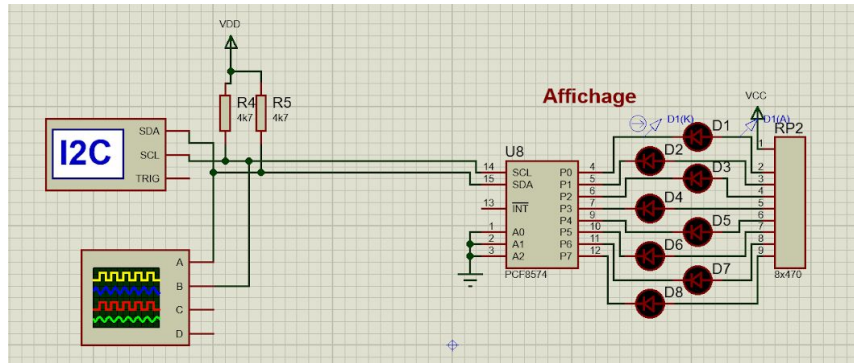 VDD
R4
4k7
R5
4k7
I2C
SDA
SCL
TRIG
A
B
C
D
Affichage
U8
14
15
13
1
2
3
SCL
SDA
INT
A0
A1
A2
P0
P1
P2
P3
P4
P5
P6
P7
4
5
6
7
9
10
11
12
PCF8574
D1(K)
D1(A)
D1
D2
D3
D4
D5
D6
D7
D8
VCC
RP2
1
2
3
4
5
6
7
8
9
8x470